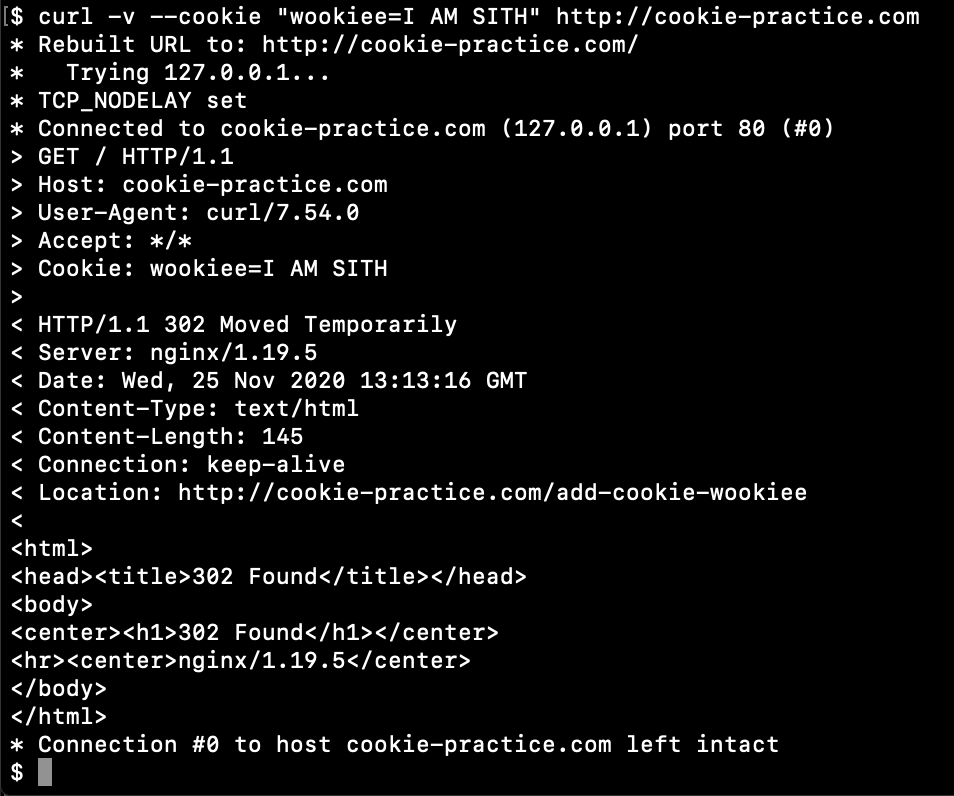 [$ curl -v --cookie "wookiee=I AM SITH" http://cookie-practice.com
* Rebuilt URL to: http://cookie-practice.com/
*   Trying 127.0.0.1...
* TCP_NODELAY set
* Connected to cookie-practice.com (127.0.0.1) port 80 (#0)
> GET / HTTP/1.1
> Host: cookie-practice.com
> User-Agent: curl/7.54.0
> Accept: */*
> Cookie: wookiee=I AM SITH
>
< HTTP/1.1 302 Moved Temporarily
< Server: nginx/1.19.5
< Date: Wed, 25 Nov 2020 13:13:16 GMT
< Content-Type: text/html
< Content-Length: 145
< Connection: keep-alive
< Location: http://cookie-practice.com/add-cookie-wookiee
<
<html>
<head><title>302 Found</title></head>
<body>
<center><h1>302 Found</h1></center>
<hr><center>nginx/1.19.5</center>
</body>
</html>
* Connection #0 to host cookie-practice.com left intact
$